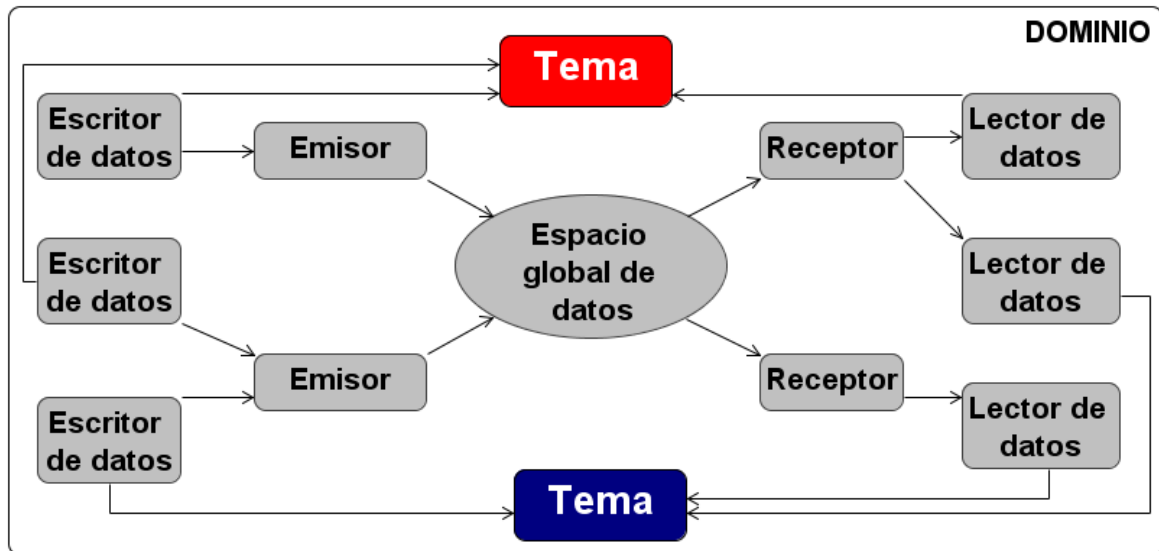 DOMINIO
Tema
Escritor
de datos
Emisor
Receptor
Lector de
datos
Escritor
de datos
Espacio
global de
datos
Lector de
datos
Emisor
Receptor
Escritor
de datos
Lector de
datos
Tema